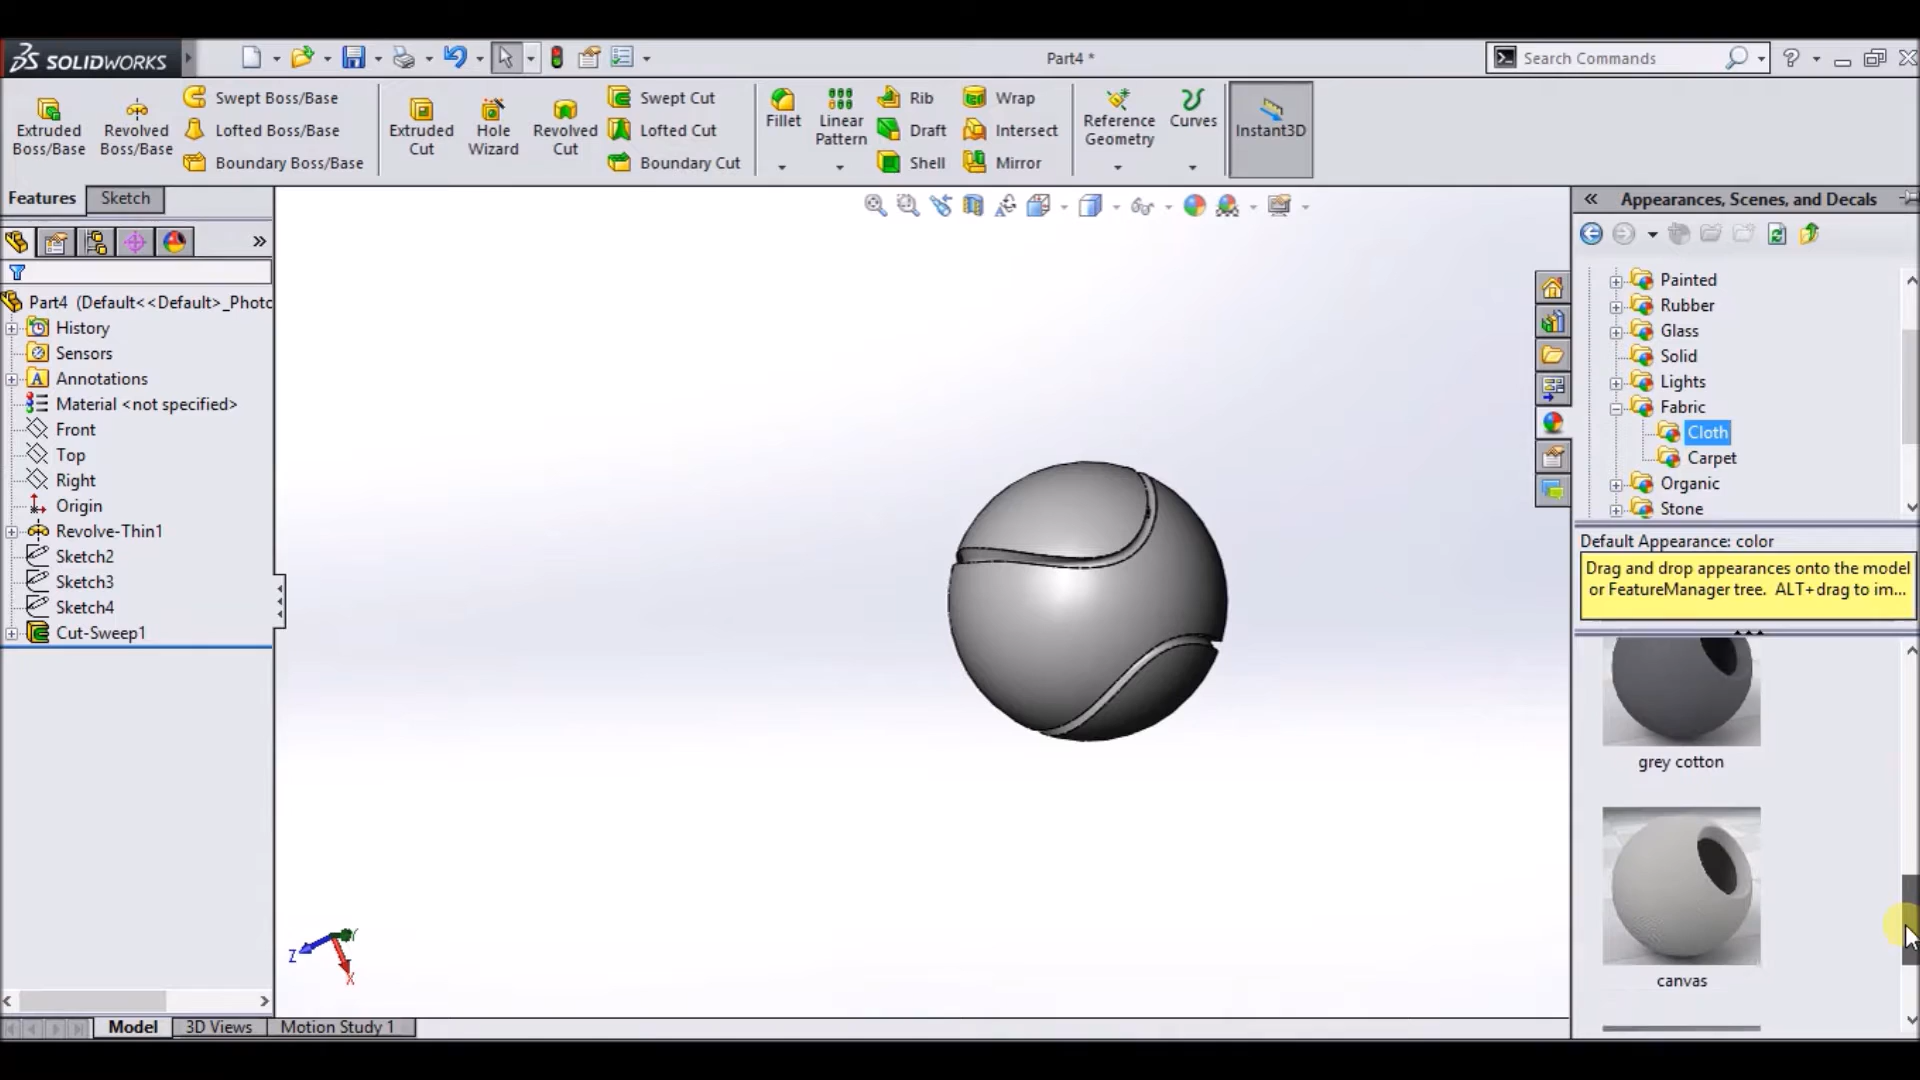 SOLIDWORKS
Part4 *
Search Commands
Extruded Boss/Base
Revolved Boss/Base
Swept Boss/Base
Lofted Boss/Base
Boundary Boss/Base
Extruded Cut
Hole Wizard
Revolved Cut
Swept Cut
Lofted Cut
Boundary Cut
Fillet
Linear Pattern
Rib
Draft
Shell
Wrap
Intersect
Mirror
Reference Geometry
Curves
Instant3D
Features
Sketch
Part4 (Default<<Default>_Photo
History
Sensors
Annotations
Material <not specified>
Front
Top
Right
Origin
Revolve-Thin1
Sketch2
Sketch3
Sketch4
Cut-Sweep1
Z
Y
X
Model
3D Views
Motion Study 1
Appearances, Scenes, and Decals
Painted
Rubber
Glass
Solid
Lights
Fabric
Cloth
Carpet
Organic
Stone
Default Appearance: color
Drag and drop appearances onto the model
or FeatureManager tree. ALT+drag to im...
grey cotton
canvas